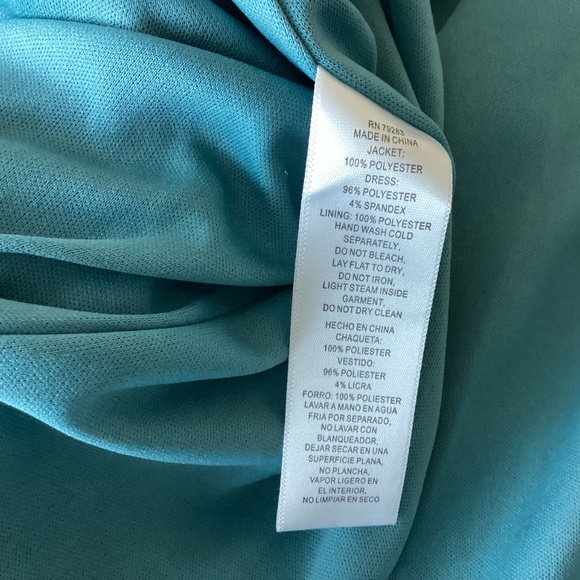 RN 79283
MADE IN CHINA
JACKET:
100% POLYESTER
DRESS:
96% POLYESTER
4% SPANDEX
LINING: 100% POLYESTER
HAND WASH COLD
SEPARATELY,
DO NOT BLEACH,
LAY FLAT TO DRY,
DO NOT IRON,
LIGHT STEAM INSIDE
GARMENT,
DO NOT DRY CLEAN
HECHO EN CHINA
CHAQUETA:
100% POLIESTER
VESTIDO:
96% POLIESTER
4% LICRA
FORRO: 100% POLIESTER
LAVAR A MANO EN AGUA
FRIA POR SEPARADO,
NO LAVAR CON
BLANQUEADOR,
DEJAR SECAR EN UNA
SUPERFICIE PLANA,
NO PLANCHA,
VAPOR LIGERO EN
EL INTERIOR,
NO LIMPIAR EN SECO